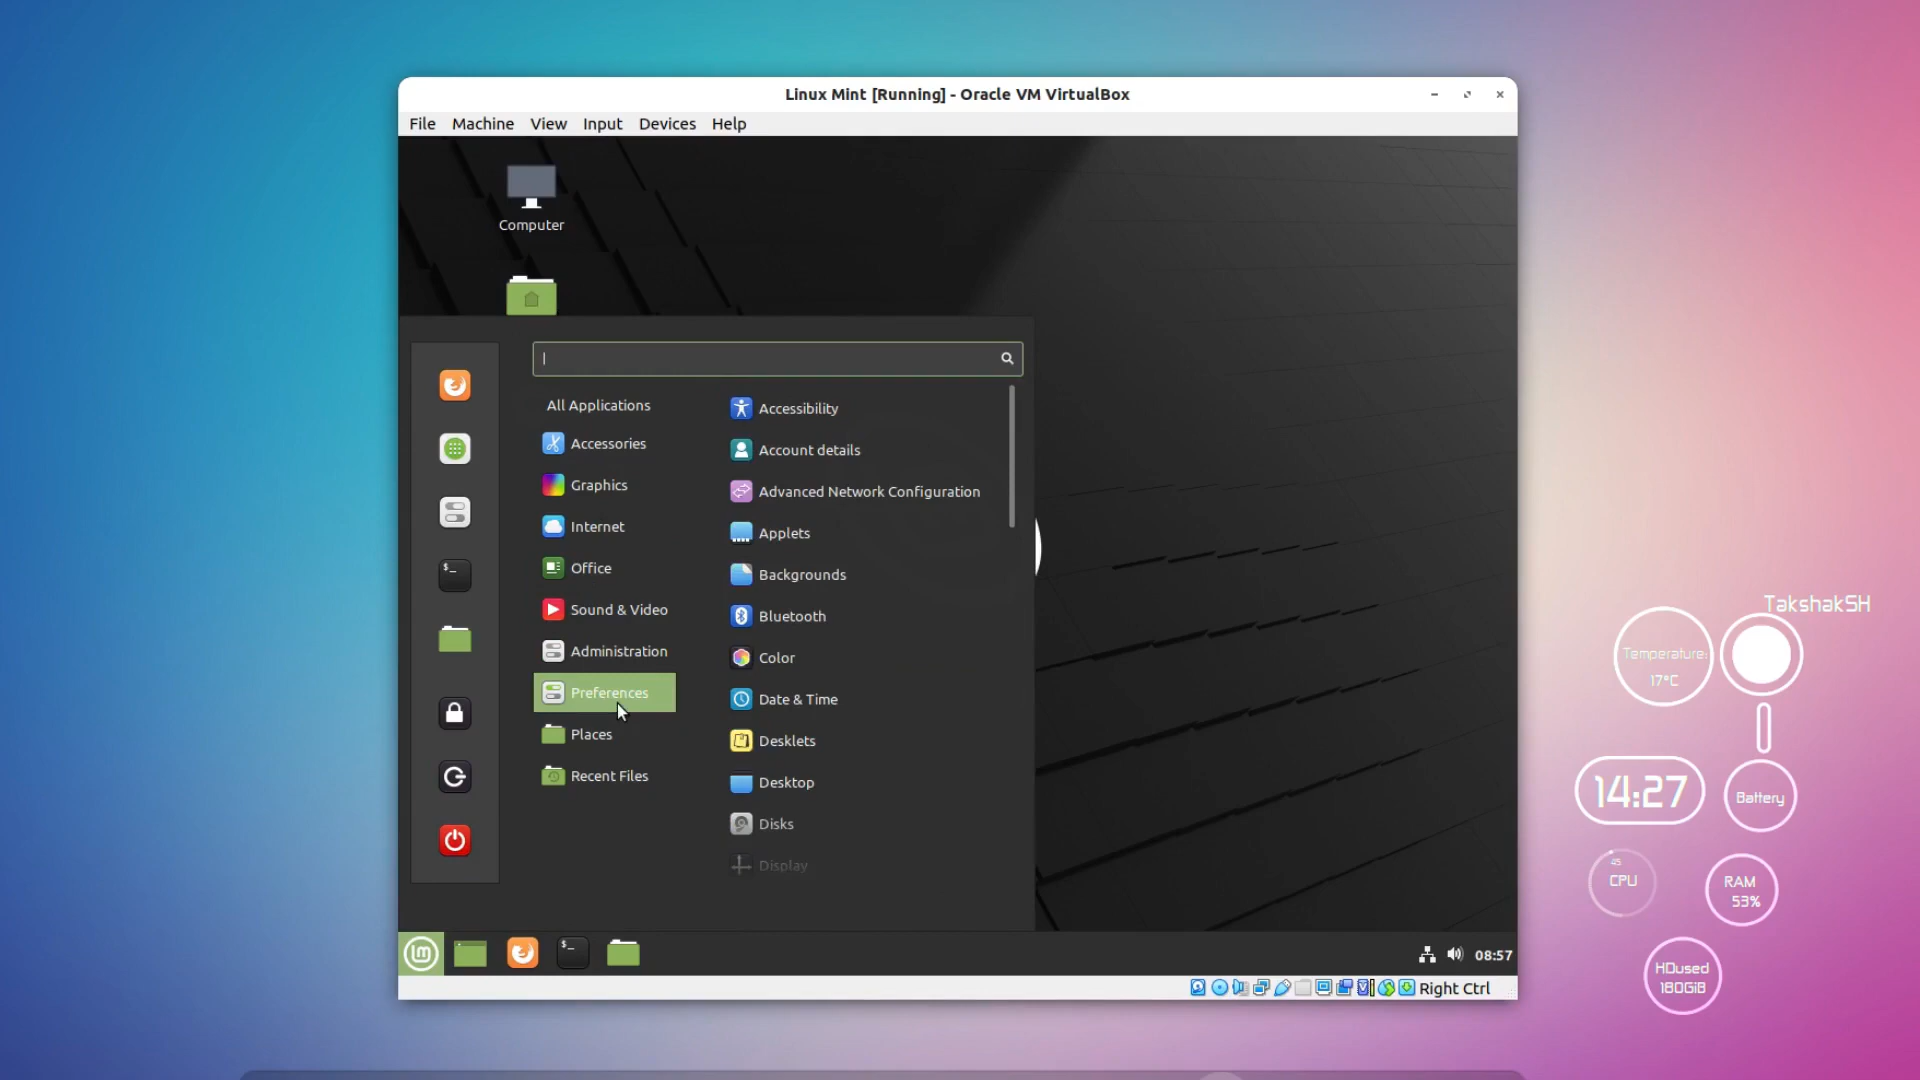 Linux Mint [Running] - Oracle VM VirtualBox
File Machine View Input Devices Help
Computer
All Applications
Accessories
Graphics
Internet
Office
Sound & Video
Administration
Preferences
Places
Recent Files
Accessibility
Account details
Advanced Network Configuration
Applets
Backgrounds
Bluetooth
Color
Date & Time
Desklets
Desktop
Disks
Display
08:57
Right Ctrl
TakshakSH
Temperature:
17°C
14:27
Battery
CPU
RAM
53%
HDused
180GiB